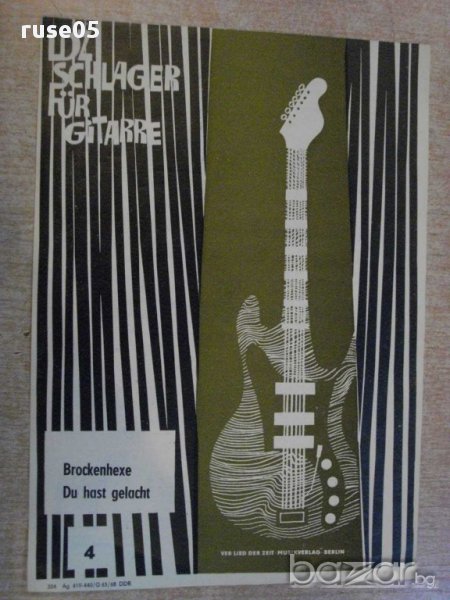 ruse05
LDZ
SCHLAGER
FÜR
GITARRE
Brockenhexe
Du hast gelacht
4
VEB LIED DER ZEIT · MUSIKVERLAG · BERLIN
Bazar.bg